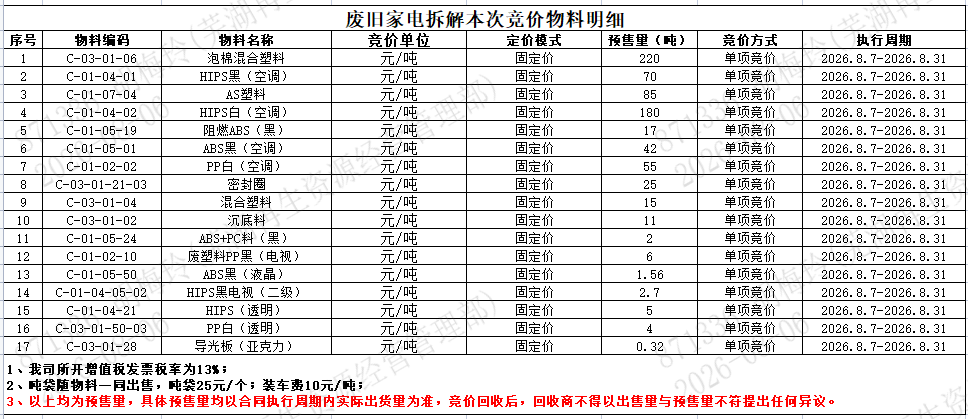 废旧家电拆解本次竞价物料明细
序号 物料编码 物料名称 竞价单位 定价模式 预售量（吨） 竞价方式 执行周期
1 C-03-01-06 泡棉混合塑料 元/吨 固定价 220 单项竞价 2026.8.7-2026.8.31
2 C-01-04-01 HIPS黑（空调） 元/吨 固定价 70 单项竞价 2026.8.7-2026.8.31
3 C-01-07-04 AS塑料 元/吨 固定价 85 单项竞价 2026.8.7-2026.8.31
4 C-01-04-02 HIPS白（空调） 元/吨 固定价 180 单项竞价 2026.8.7-2026.8.31
5 C-01-05-19 阻燃ABS（黑） 元/吨 固定价 17 单项竞价 2026.8.7-2026.8.31
6 C-01-05-01 ABS黑（空调） 元/吨 固定价 42 单项竞价 2026.8.7-2026.8.31
7 C-01-02-02 PP白（空调） 元/吨 固定价 55 单项竞价 2026.8.7-2026.8.31
8 C-03-01-21-03 密封圈 元/吨 固定价 25 单项竞价 2026.8.7-2026.8.31
9 C-03-01-04 混合塑料 元/吨 固定价 15 单项竞价 2026.8.7-2026.8.31
10 C-03-01-02 沉底料 元/吨 固定价 11 单项竞价 2026.8.7-2026.8.31
11 C-01-05-24 ABS+PC料（黑） 元/吨 固定价 2 单项竞价 2026.8.7-2026.8.31
12 C-01-02-10 废塑料PP黑（电视） 元/吨 固定价 6 单项竞价 2026.8.7-2026.8.31
13 C-01-05-50 ABS黑（液晶） 元/吨 固定价 1.56 单项竞价 2026.8.7-2026.8.31
14 C-01-04-05-02 HIPS黑电视（二级） 元/吨 固定价 2.7 单项竞价 2026.8.7-2026.8.31
15 C-01-04-21 HIPS（透明） 元/吨 固定价 5 单项竞价 2026.8.7-2026.8.31
16 C-03-01-50-03 PP白（透明） 元/吨 固定价 4 单项竞价 2026.8.7-2026.8.31
17 C-03-01-28 导光板（亚克力） 元/吨 固定价 0.32 单项竞价 2026.8.7-2026.8.31
1、我司所开增值税发票税率为13%；
2、吨袋随物料一同出售，吨袋25元/个；装车费10元/吨；
3、以上均为预售量，具体预售量均以合同执行周期内实际出货量为准，竞价回收后，回收商不得以出售量与预售量不符提出任何异议。